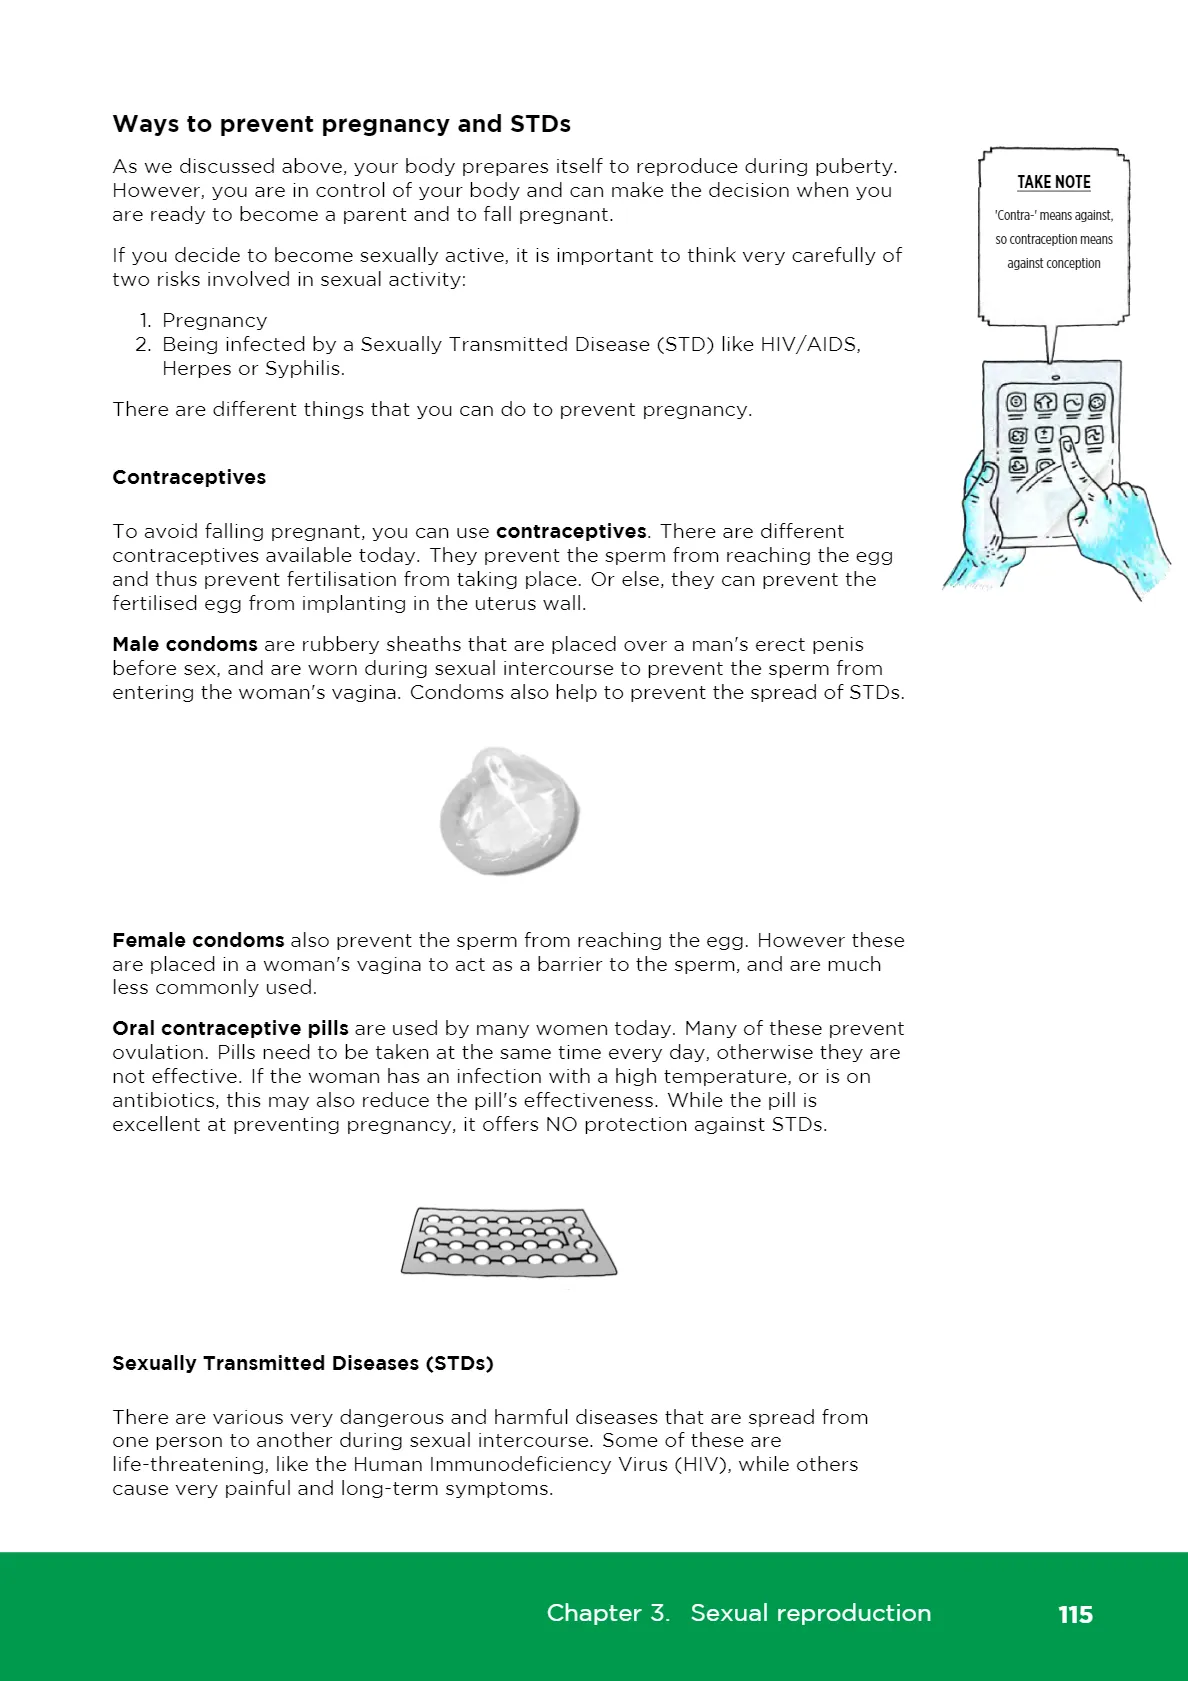 Ways to prevent pregnancy and STDs
As we discussed above, your body prepares itself to reproduce during puberty.
However, you are in control of your body and can make the decision when you
are ready to become a parent and to fall pregnant.
If you decide to become sexually active, it is important to think very carefully of
two risks involved in sexual activity:
1. Pregnancy
2. Being infected by a Sexually Transmitted Disease (STD) like HIV/AIDS,
Herpes or Syphilis.
There are different things that you can do to prevent pregnancy.
TAKE NOTE
'Contra-' means against,
so contraception means
against conception
Contraceptives
To avoid falling pregnant, you can use contraceptives. There are different
contraceptives available today. They prevent the sperm from reaching the egg
and thus prevent fertilisation from taking place. Or else, they can prevent the
fertilised egg from implanting in the uterus wall.
Male condoms are rubbery sheaths that are placed over a man's erect penis
before sex, and are worn during sexual intercourse to prevent the sperm from
entering the woman's vagina. Condoms also help to prevent the spread of STDs.
Female condoms also prevent the sperm from reaching the egg. However these
are placed in a woman's vagina to act as a barrier to the sperm, and are much
less commonly used.
Oral contraceptive pills are used by many women today. Many of these prevent
ovulation. Pills need to be taken at the same time every day, otherwise they are
not effective. If the woman has an infection with a high temperature, or is on
antibiotics, this may also reduce the pill's effectiveness. While the pill is
excellent at preventing pregnancy, it offers NO protection against STDs.
Sexually Transmitted Diseases (STDs)
There are various very dangerous and harmful diseases that are spread from
one person to another during sexual intercourse. Some of these are
life-threatening, like the Human Immunodeficiency Virus (HIV), while others
cause very painful and long-term symptoms.
Chapter 3. Sexual reproduction 115